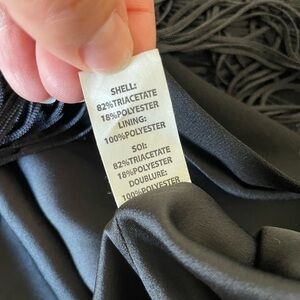 SHELL:
82%TRIACETATE
18%POLYESTER
LINING:
100%POLYESTER
SOI:
82%TRIACETATE
18%POLYESTER
DOUBLURE:
100%POLYESTER